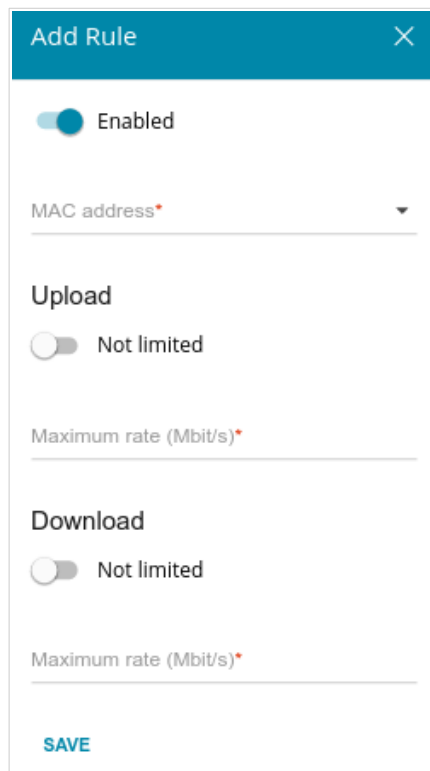 Add Rule
Enabled
MAC address*
Upload
Not limited
Maximum rate (Mbit/s)*
Download
Not limited
Maximum rate (Mbit/s)*
SAVE